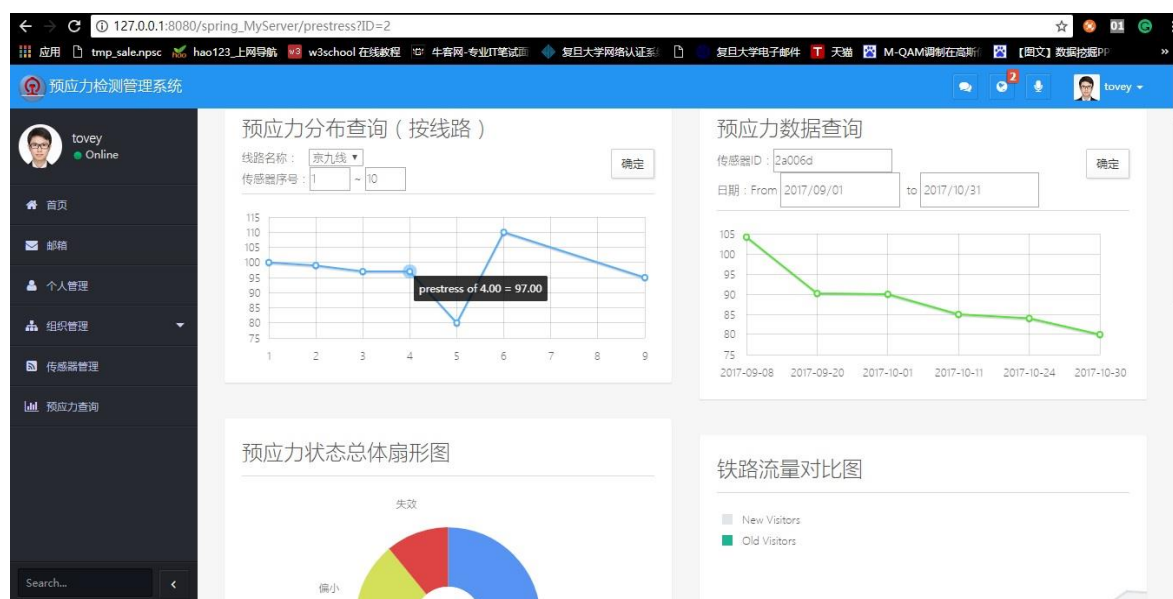 127.0.0.1:8080/spring_MyServer/prestress?ID=2
应用 tmp_sale.npsc hao123_上网导航 w3school 在线教程 牛客网-专业IT笔试面 复旦大学网络认证系 复旦大学电子邮件 天猫 M-QAM调制在高斯 【图文】数据挖掘PP »
预应力检测管理系统
2
tovey
tovey
Online
首页
邮箱
个人管理
组织管理
传感器管理
预应力查询
Search...
预应力分布查询（按线路）
线路名称： 京九线
传感器序号： 1 ~ 10
确定
115
110
105
100
95
90
85
80
75
prestress of 4.00 = 97.00
1 2 3 4 5 6 7 8 9
预应力数据查询
传感器ID： 2a006d
确定
日期：From 2017/09/01 to 2017/10/31
105
100
95
90
85
80
75
2017-09-08 2017-09-20 2017-10-01 2017-10-11 2017-10-24 2017-10-30
预应力状态总体扇形图
失效
偏小
铁路流量对比图
New Visitors
Old Visitors